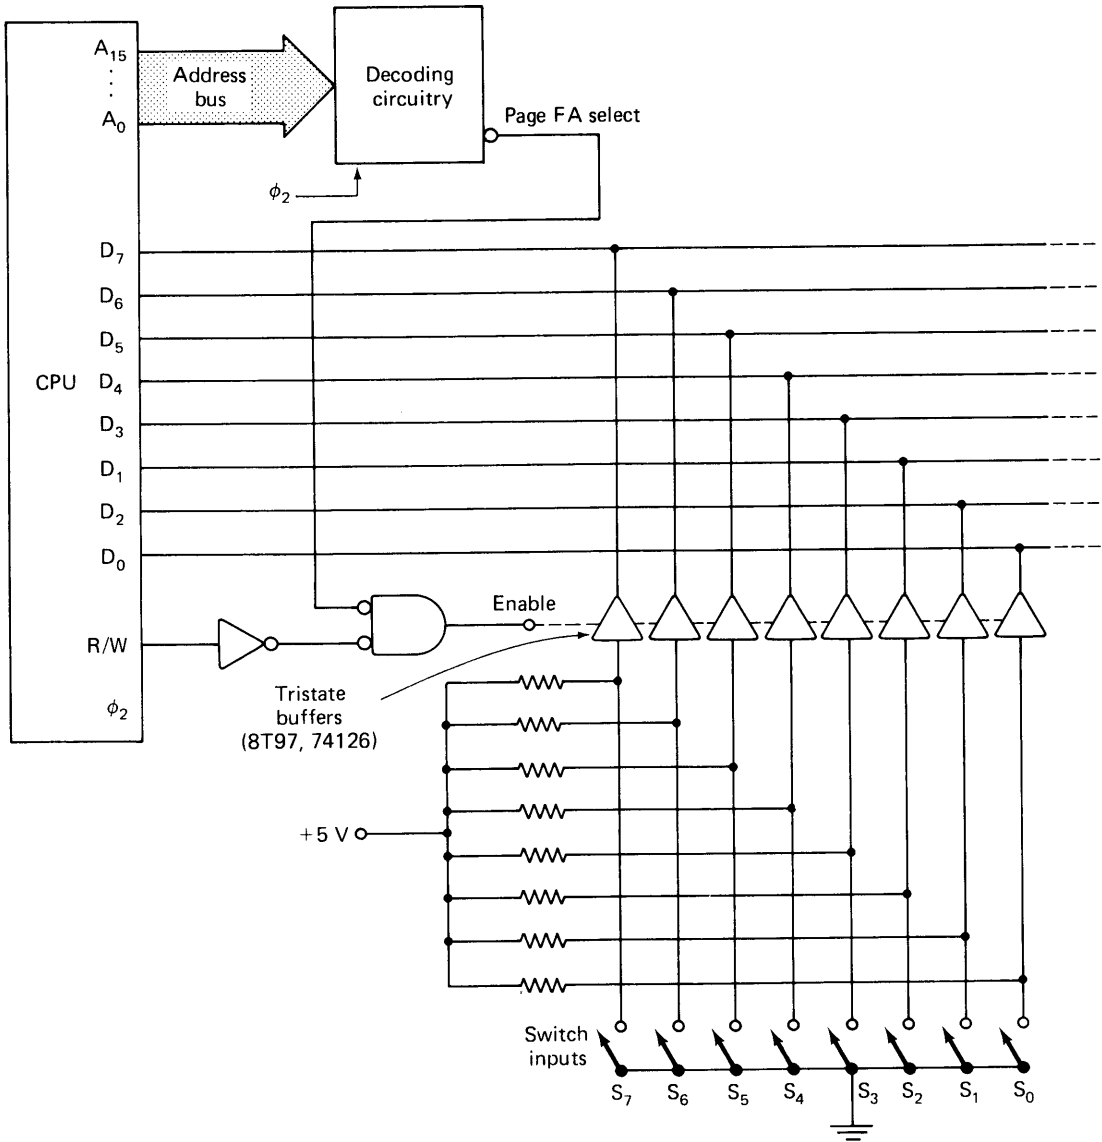 A15
A0
Address
bus
Decoding
circuitry
Page FA select
ϕ2
D7
D6
D5
CPU
D4
D3
D1
D2
D0
R/W
ϕ2
Enable
Tristate
buffers
(8T97, 74126)
+5 V
Switch
inputs
S7
S6
S5
S4
S3
S2
S1
S0